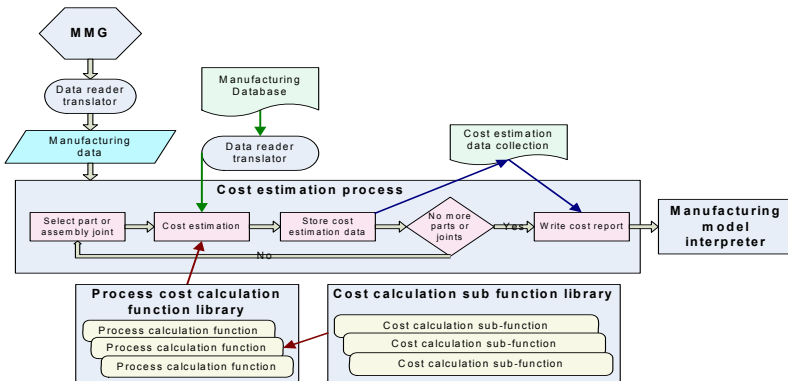 MMG
Data reader
translator
Manufacturing
data
Manufacturing
Database
Data reader
translator
Cost estimation
data collection
Cost estimation process
Select part or
assembly joint
Cost estimation
Store cost
estimation data
No more
parts or
joints
Yes
Write cost report
No
Manufacturing
model
interpreter
Process cost calculation
function library
Process calculation function
Process calculation function
Process calculation function
Cost calculation sub function library
Cost calculation sub-function
Cost calculation sub-function
Cost calculation sub-function